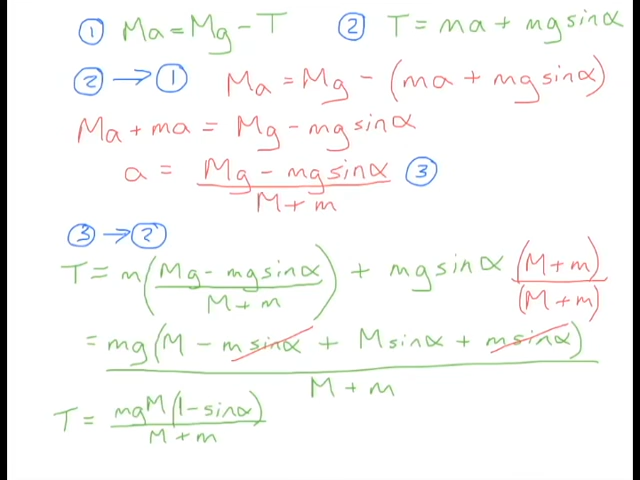 ① Ma = Mg - T ② T = ma + mg sinα
② → ① Ma = Mg - (ma + mg sinα)
Ma + ma = Mg - mg sinα
a = (Mg - mg sinα)/(M + m) ③
③ → ②
T = m((Mg - mg sinα)/(M + m)) + mg sinα (M + m)/(M + m)
= mg(M - m sinα + M sinα + m sinα)/(M + m)
T = mgM(1 - sinα)/(M + m)